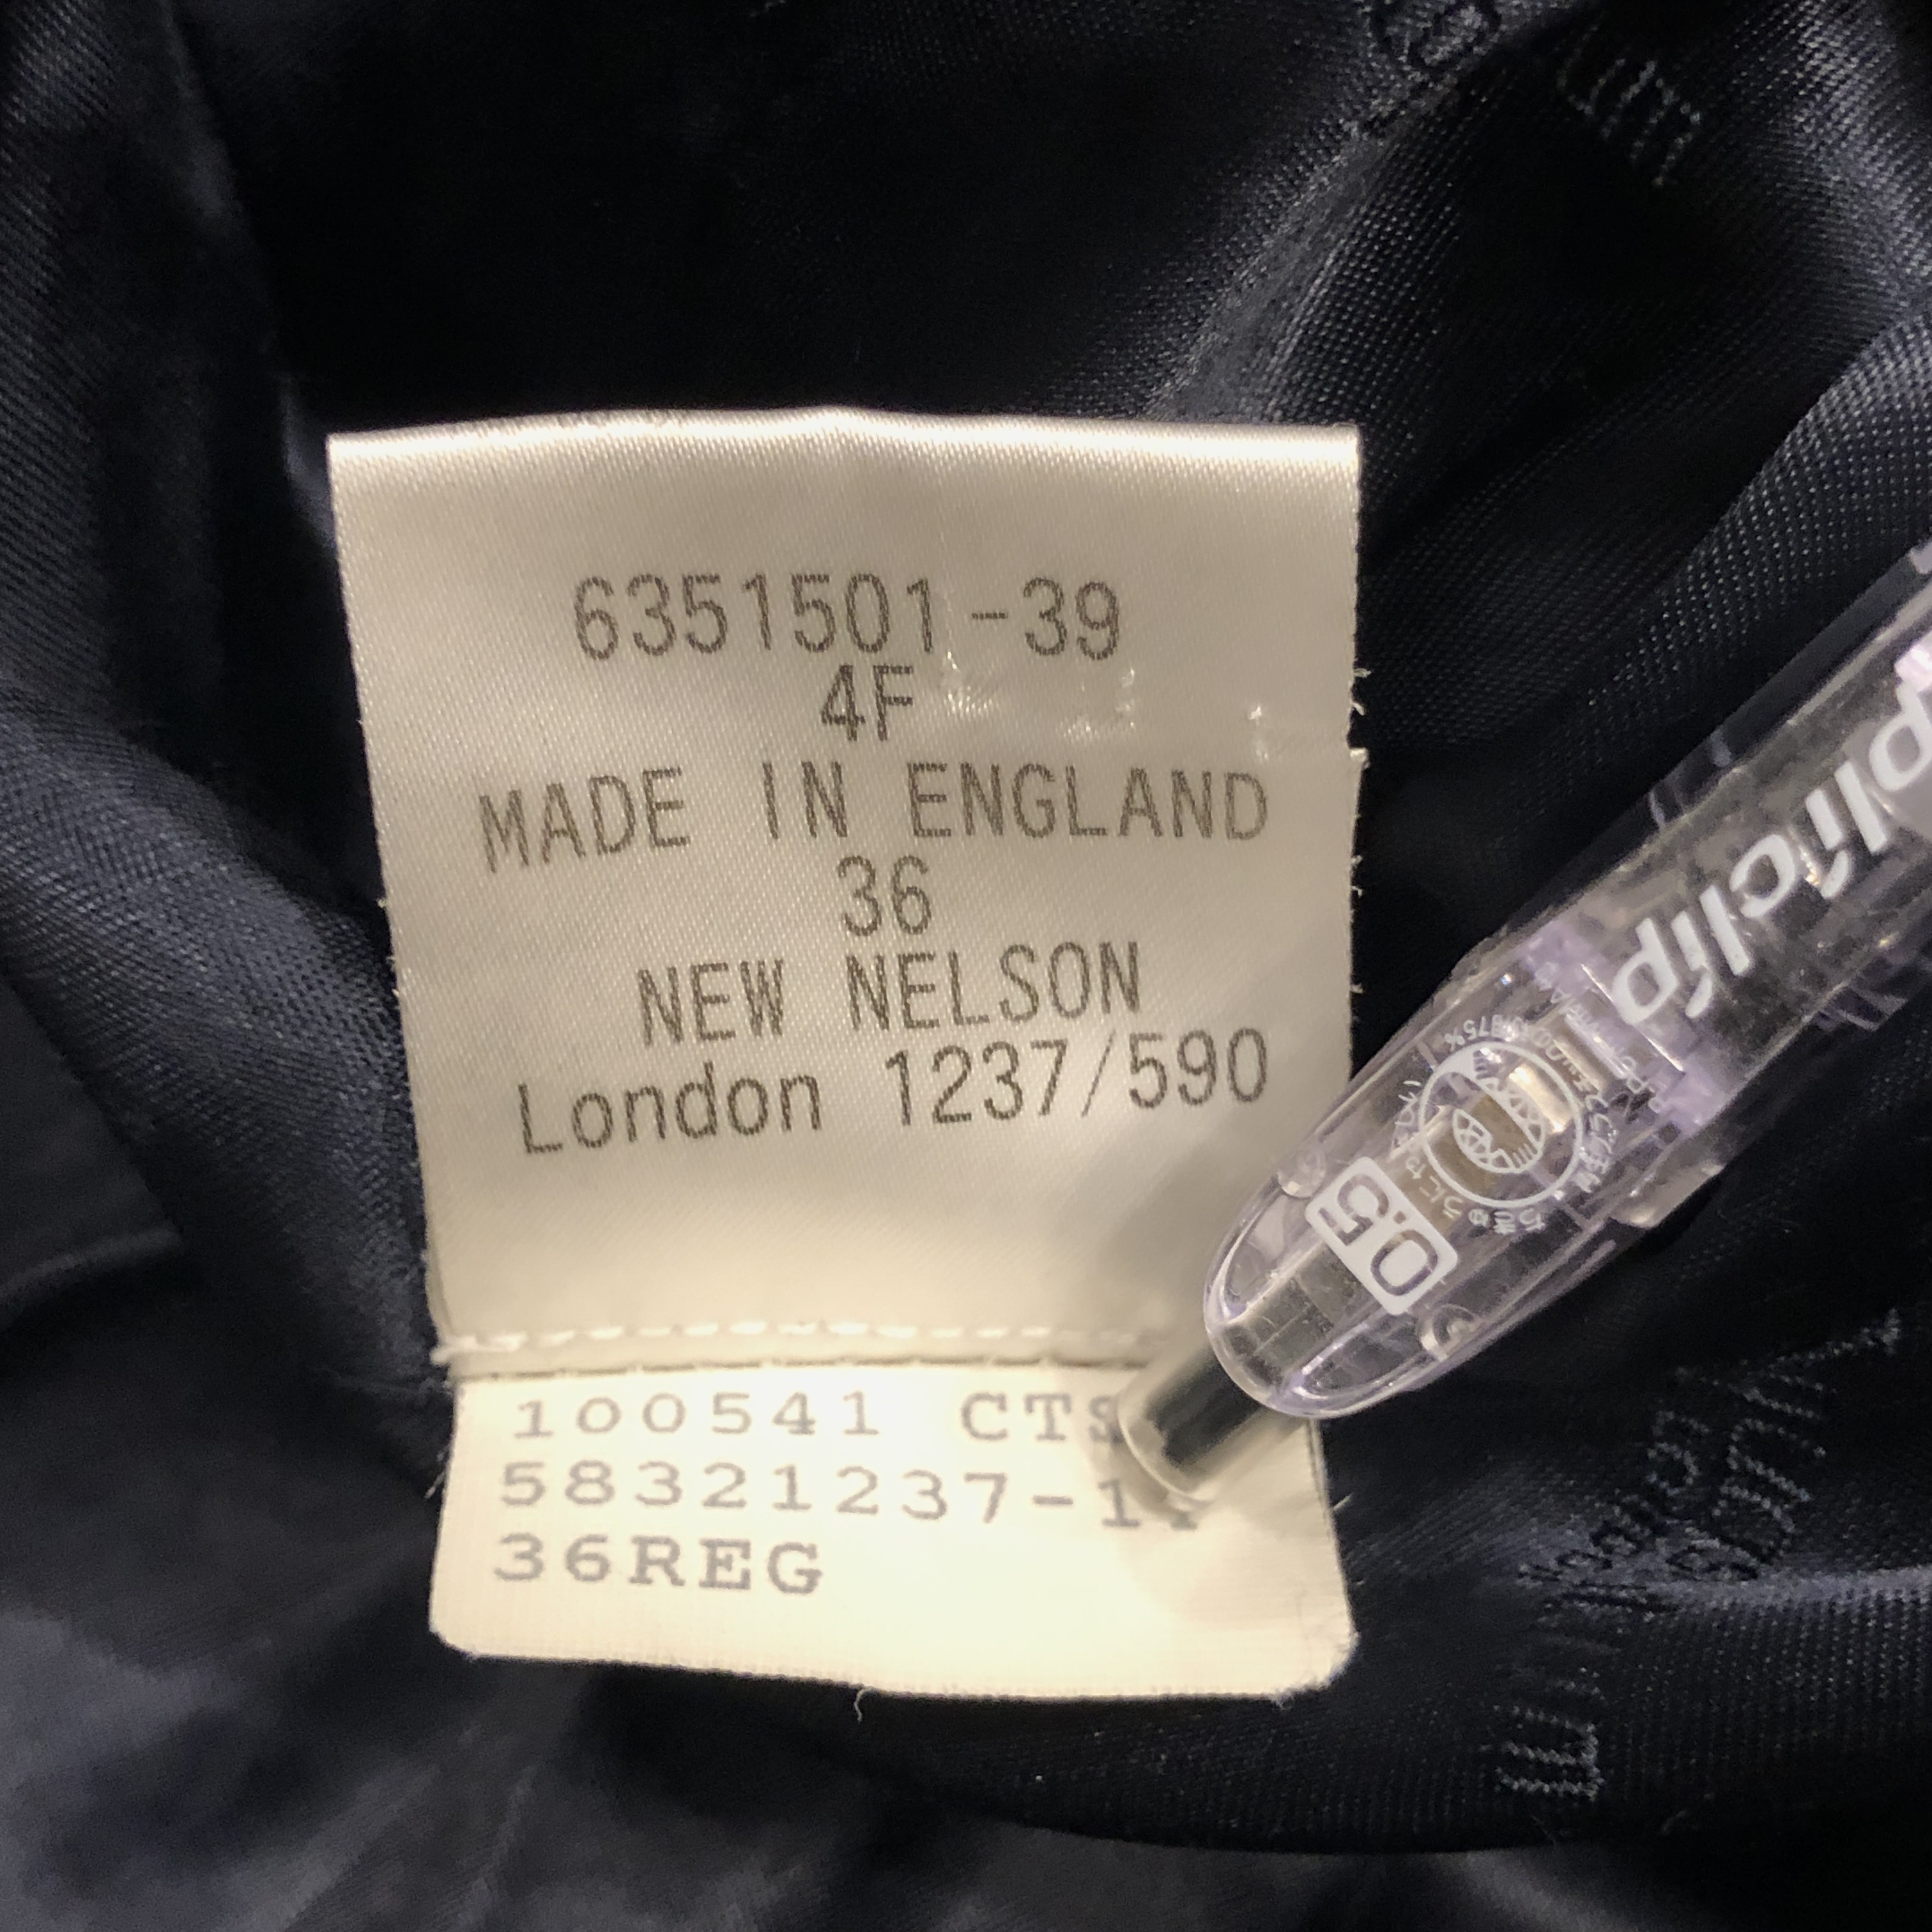 6351501-39
4F
MADE IN ENGLAND
36
NEW NELSON
London 1237/590
100541 CTS
58321237-1
36REG
pliclip
0.5